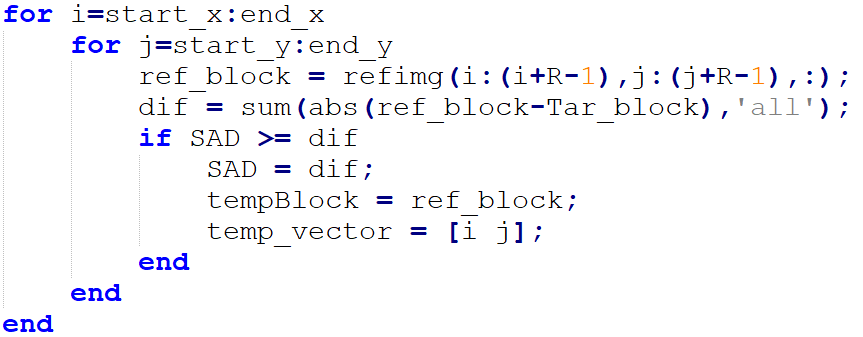 for i=start_x:end_x
    for j=start_y:end_y
        ref_block = refimg(i:(i+R-1),j:(j+R-1),:);
        dif = sum(abs(ref_block-Tar_block),'all');
        if SAD >= dif
            SAD = dif;
            tempBlock = ref_block;
            temp_vector = [i j];
        end
    end
end